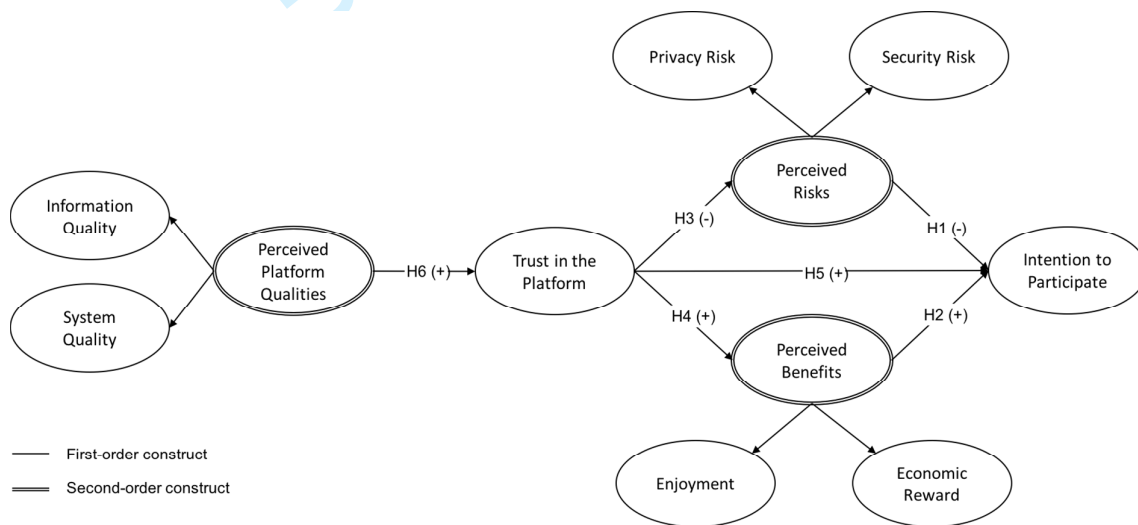 Privacy Risk
Security Risk
Perceived
Risks
Information
Quality
H3 (-)
H1 (-)
Perceived
Platform
Qualities
H6 (+)
Trust in the
Platform
H5 (+)
Intention to
Participate
System
Quality
H4 (+)
H2 (+)
Perceived
Benefits
First-order construct
Second-order construct
Enjoyment
Economic
Reward